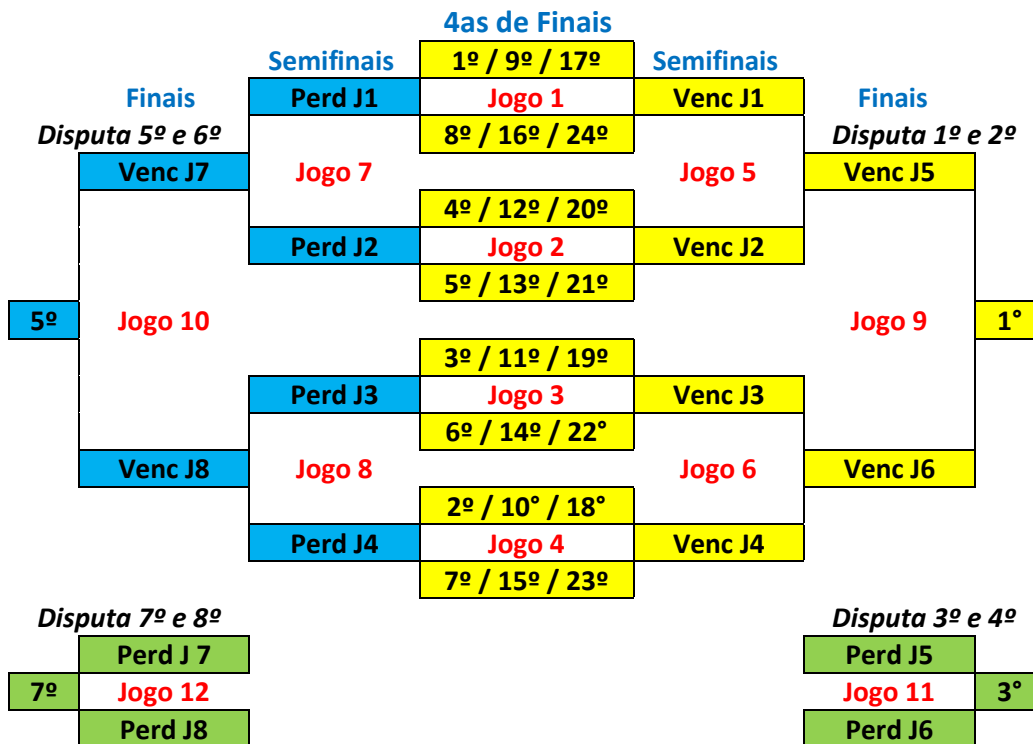 4as de Finais
Semifinais 1º / 9º / 17º Semifinais
Finais Perd J1 Jogo 1 Venc J1 Finais
Disputa 5º e 6º 8º / 16º / 24º Disputa 1º e 2º
Venc J7 Jogo 7 Jogo 5 Venc J5
4º / 12º / 20º
Perd J2 Jogo 2 Venc J2
5º / 13º / 21º
5º Jogo 10 Jogo 9 1°
3º / 11º / 19º
Perd J3 Jogo 3 Venc J3
6º / 14º / 22°
Venc J8 Jogo 8 Jogo 6 Venc J6
2º / 10° / 18°
Perd J4 Jogo 4 Venc J4
7º / 15º / 23º
Disputa 7º e 8º Disputa 3º e 4º
Perd J 7 Perd J5
7º Jogo 12 Jogo 11 3°
Perd J8 Perd J6